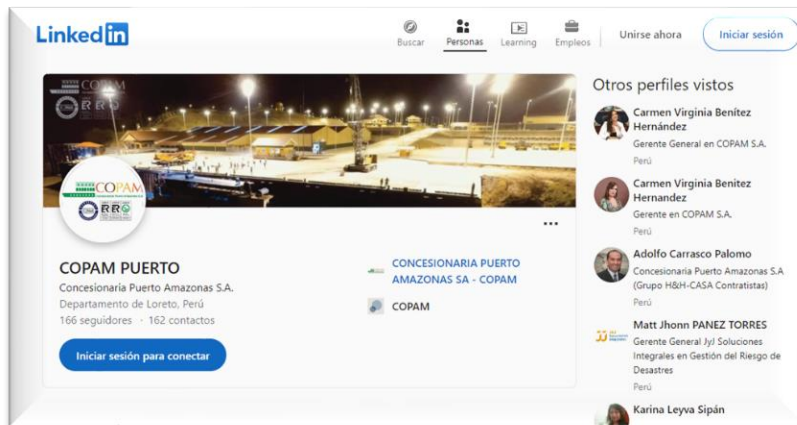 Linked in
Buscar
Personas
Learning
Empleos
Unirse ahora
Iniciar sesión
COPAM
COPAM
COPAM PUERTO
Concesionaria Puerto Amazonas S.A.
Departamento de Loreto, Perú
166 seguidores · 162 contactos
Iniciar sesión para conectar
CONCESIONARIA PUERTO
AMAZONAS SA - COPAM
COPAM
Otros perfiles vistos
Carmen Virginia Benítez
Hernández
Gerente General en COPAM S.A.
Perú
Carmen Virginia Benitez
Hernandez
Gerente en COPAM S.A.
Perú
Adolfo Carrasco Palomo
Concesionaria Puerto Amazonas S.A
(Grupo H&H-CASA Contratistas)
Perú
Matt Jhonn PANEZ TORRES
Gerente General JyJ Soluciones
Integrales en Gestión del Riesgo de
Desastres
Perú
Karina Leyva Sipán